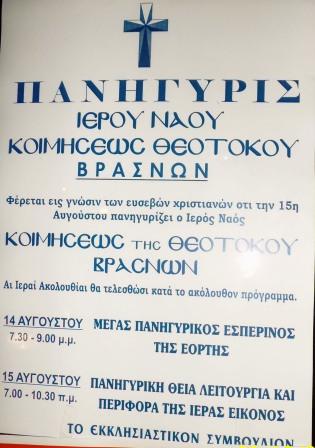 ΠΑΝΗΓΥΡΙΣ
ΙΕΡΟΥ ΝΑΟΥ
ΚΟΙΜΗΣΕΩΣ ΘΕΟΤΟΚΟΥ
ΒΡΑΣΝΩΝ
Φέρεται εις γνώσιν των ευσεβών χριστιανών οτι την 15η
Αυγούστου πανηγυρίζει ο Ιερός Ναός
ΚΟΙΜΗΣΕΩΣ της ΘΕΟΤΟΚΟΥ
ΒΡΑΣΝΩΝ
Αι Ιεραί Ακολουθίαι θα τελεσθώσι κατά το ακόλουθον πρόγραμμα.
14 ΑΥΓΟΥΣΤΟΥ ΜΕΓΑΣ ΠΑΝΗΓΥΡΙΚΟΣ ΕΣΠΕΡΙΝΟΣ
7.30 - 9.00 μ.μ. ΤΗΣ ΕΟΡΤΗΣ
15 ΑΥΓΟΥΣΤΟΥ ΠΑΝΗΓΥΡΙΚΗ ΘΕΙΑ ΛΕΙΤΟΥΡΓΙΑ ΚΑΙ
7.00 - 10.30 π.μ. ΠΕΡΙΦΟΡΑ ΤΗΣ ΙΕΡΑΣ ΕΙΚΟΝΟΣ
ΤΟ ΕΚΚΛΗΣΙΑΣΤΙΚΟΝ ΣΥΜΒΟΥΛΙΟΝ